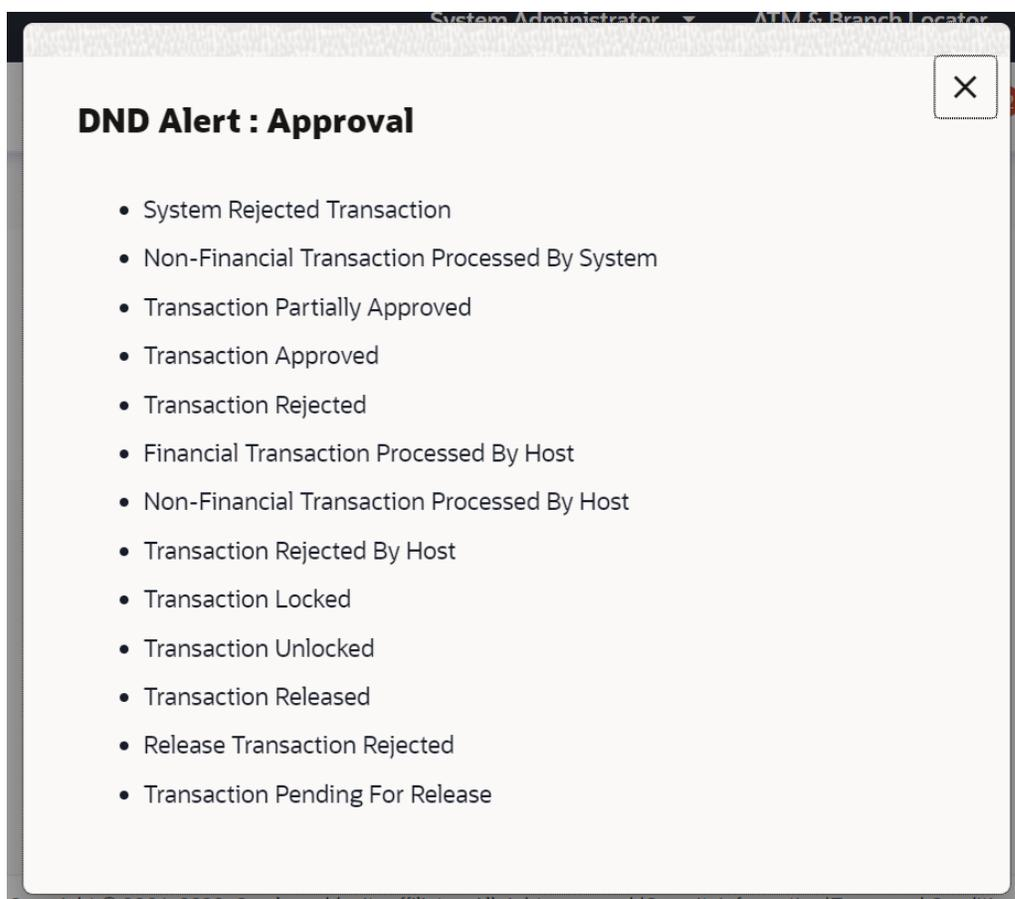 System Administrator ATM & Branch Locator
DND Alert : Approval
System Rejected Transaction
Non-Financial Transaction Processed By System
Transaction Partially Approved
Transaction Approved
Transaction Rejected
Financial Transaction Processed By Host
Non-Financial Transaction Processed By Host
Transaction Rejected By Host
Transaction Locked
Transaction Unlocked
Transaction Released
Release Transaction Rejected
Transaction Pending For Release